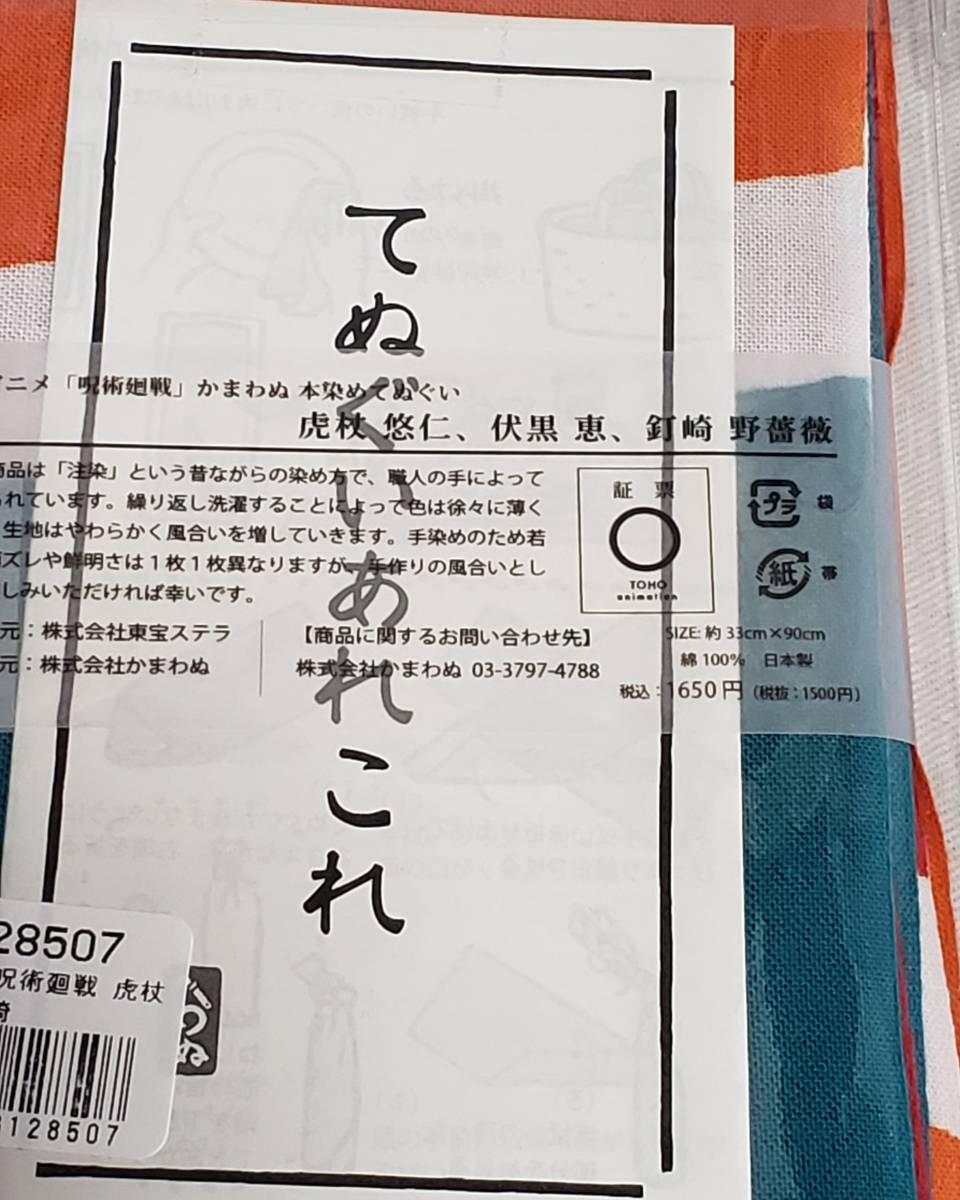 てぬぐいあれこれ
ニメ「呪術廻戦」かまわぬ 本染めてぬぐい
虎杖 悠仁、伏黒 恵、釘崎 野薔薇
商品は「注染」という昔ながらの染め方で、職人の手によって
られています。繰り返し洗濯することによって色は徐々に薄く
生地はやわらかく風合いを増していきます。手染めのため若
ズレや鮮明さは1枚1枚異なりますが、手作りの風合いとし
しみいただければ幸いです。
元：株式会社東宝ステラ
元：株式会社かまわぬ
【商品に関するお問い合わせ先】
株式会社かまわぬ 03-3797-4788
証 票
TOHO
animation
プラ 袋
紙 帯
SIZE: 約 33cm×90cm
綿 100% 日本製
税込：1650円（税抜：1500円）
28507
呪術廻戦 虎杖
崎
128507